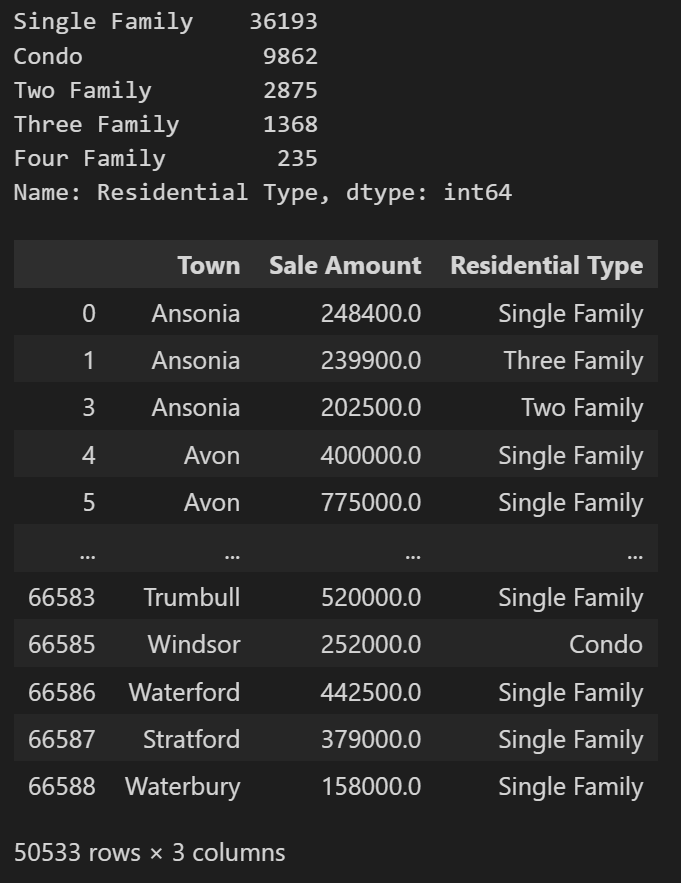 Single Family 36193
Condo 9862
Two Family 2875
Three Family 1368
Four Family 235
Name: Residential Type, dtype: int64
Town Sale Amount Residential Type
0 Ansonia 248400.0 Single Family
1 Ansonia 239900.0 Three Family
3 Ansonia 202500.0 Two Family
4 Avon 400000.0 Single Family
5 Avon 775000.0 Single Family
... ... ... ...
66583 Trumbull 520000.0 Single Family
66585 Windsor 252000.0 Condo
66586 Waterford 442500.0 Single Family
66587 Stratford 379000.0 Single Family
66588 Waterbury 158000.0 Single Family
50533 rows × 3 columns